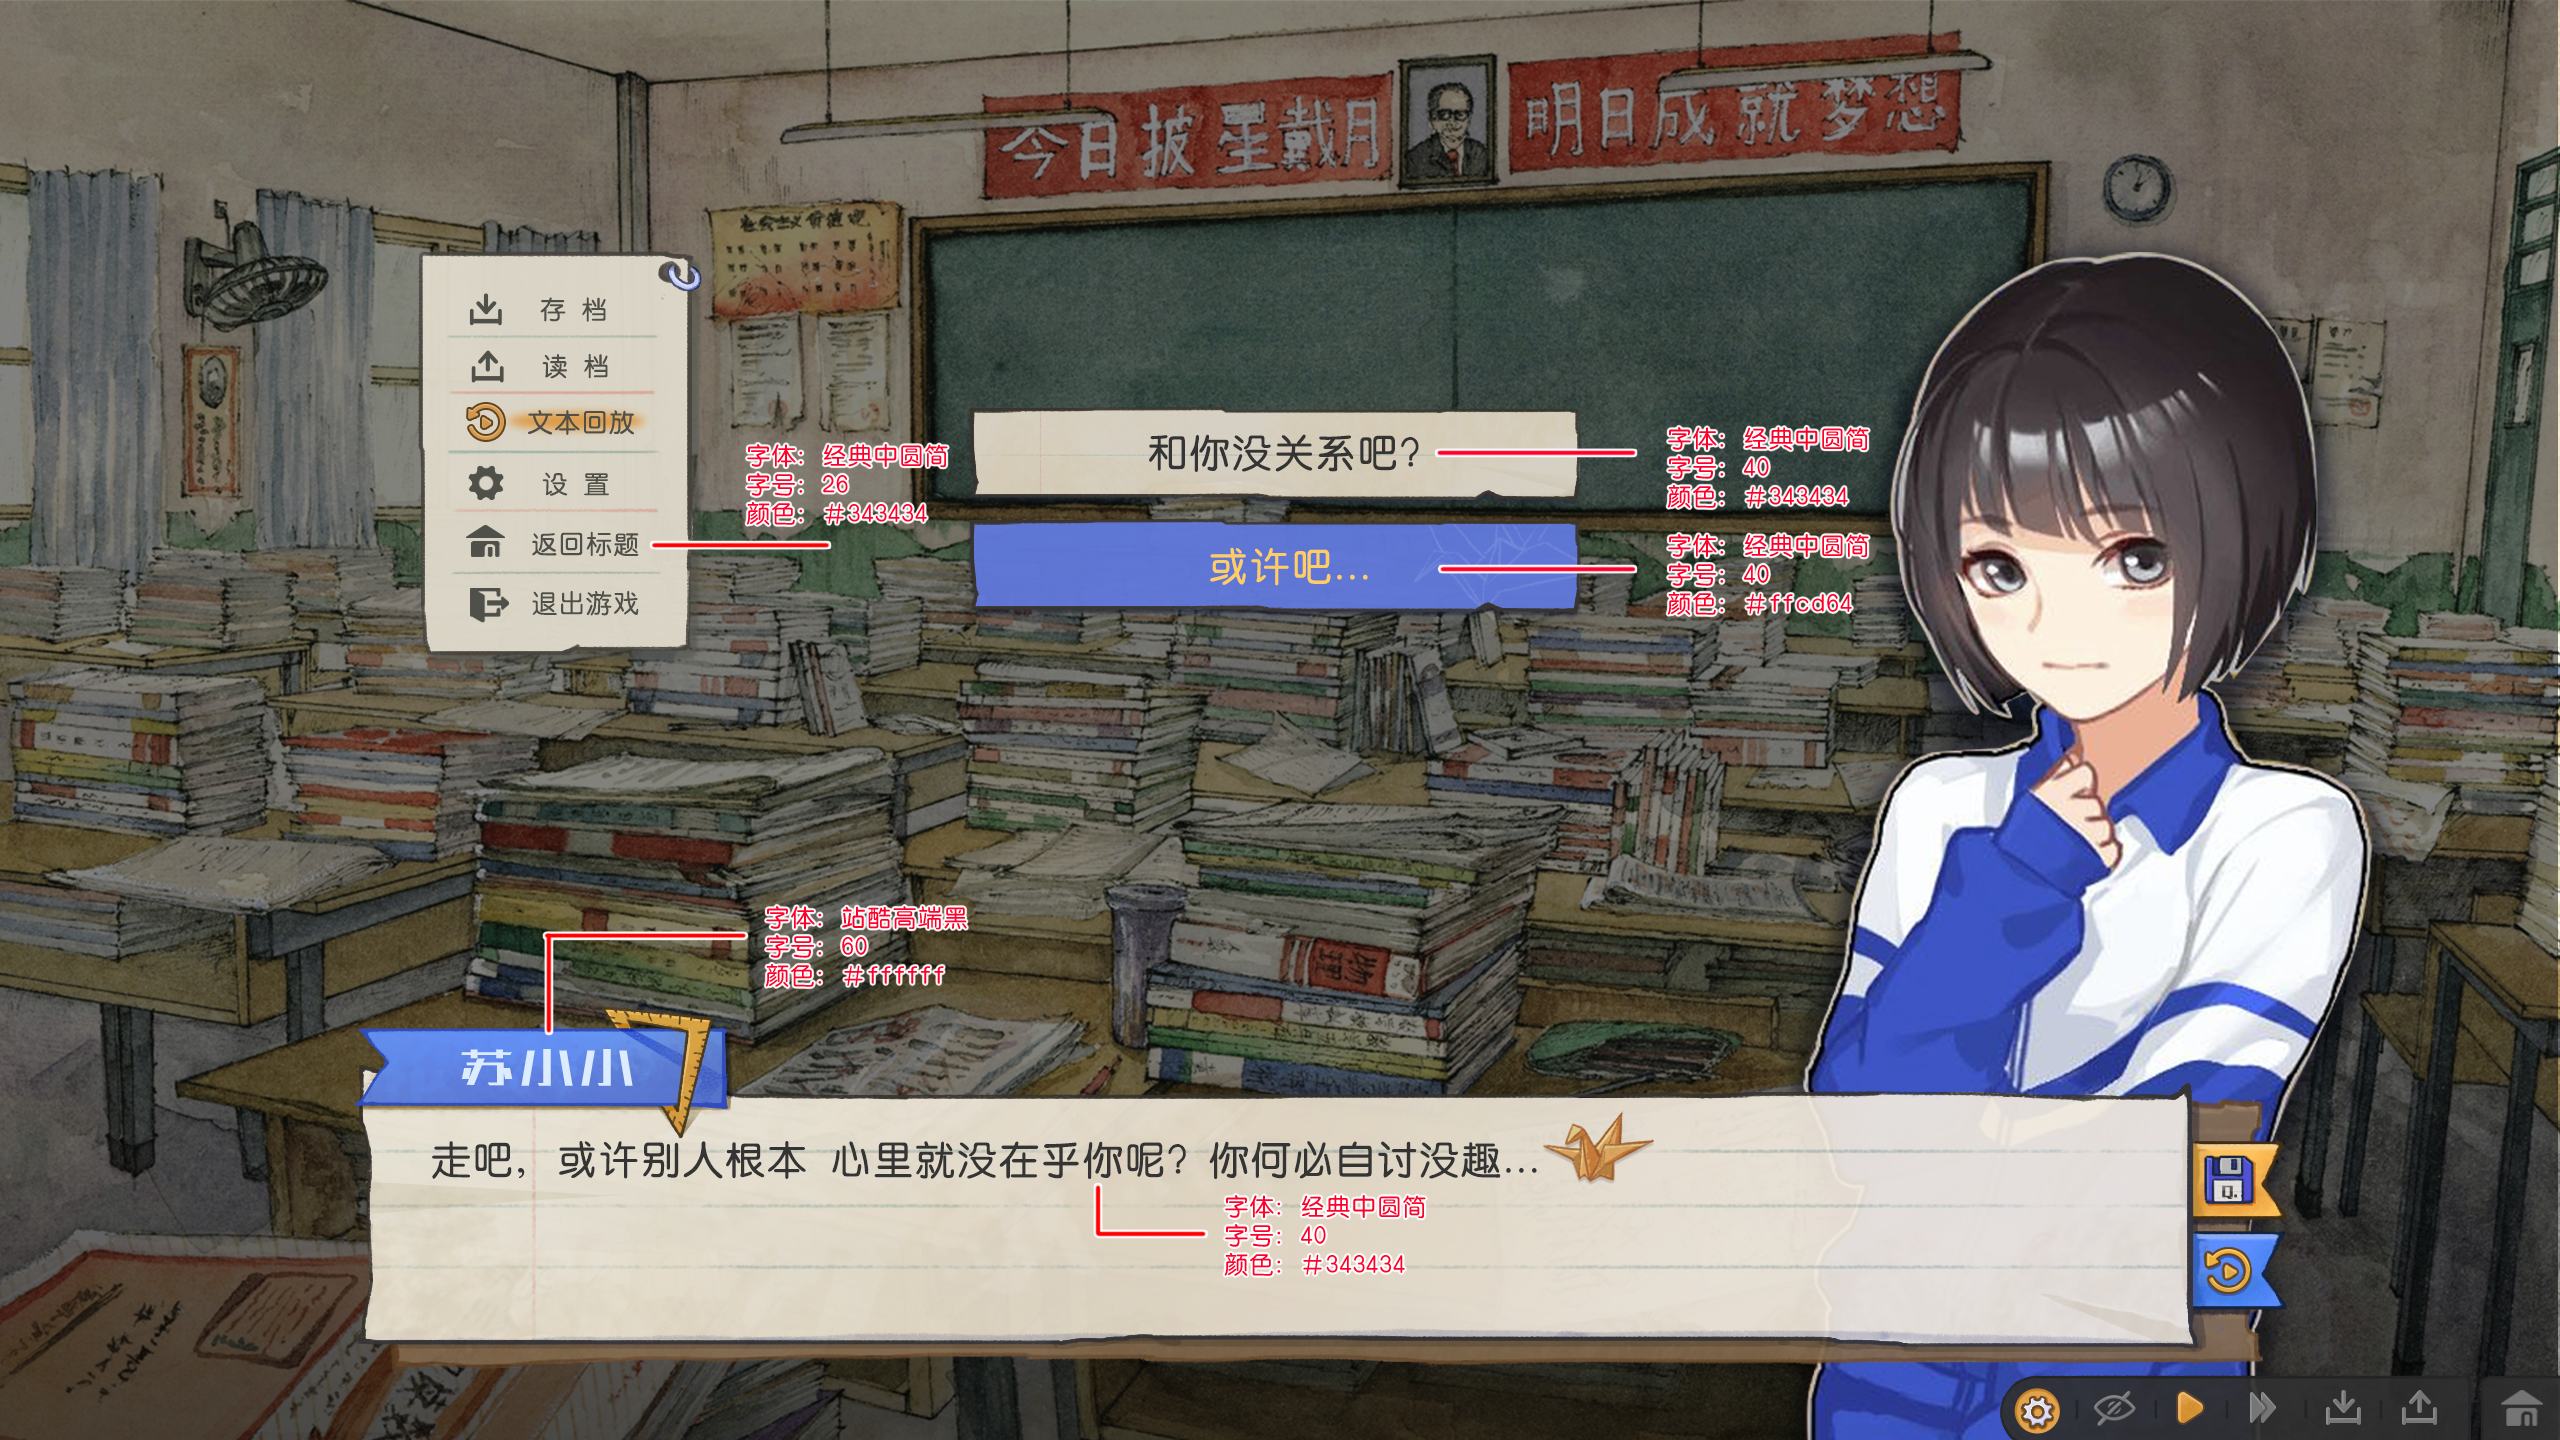 今日披星戴月
明日成就梦想
存 档
读 档
文本回放
设 置
返回标题
退出游戏
字体： 经典中圆简
字号： 26
颜色： #343434
和你没关系吧？
字体： 经典中圆简
字号： 40
颜色： #343434
或许吧…
字体： 经典中圆简
字号： 40
颜色： #ffcd64
字体： 站酷高端黑
字号： 60
颜色： #ffffff
苏小小
走吧， 或许别人根本 心里就没在乎你呢？你何必自讨没趣…
字体： 经典中圆简
字号： 40
颜色： #343434
Q.